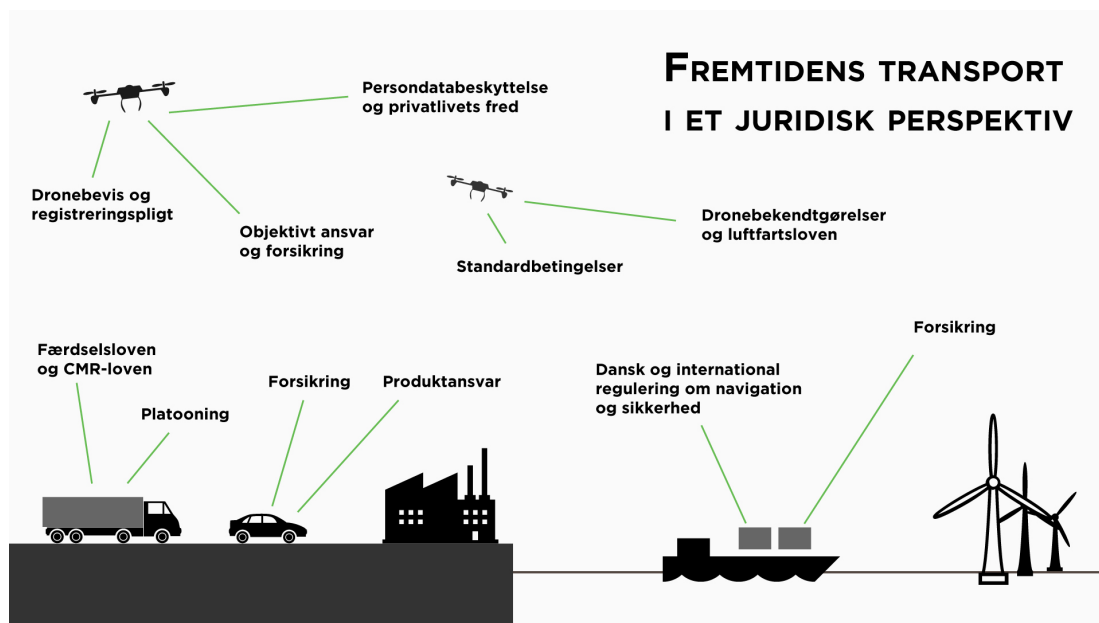 FREMTIDENS TRANSPORT
I ET JURIDISK PERSPEKTIV
Persondatabeskyttelse
og privatlivets fred
Dronebevis og
registreringspligt
Objektivt ansvar
og forsikring
Dronebekendtgørelser
og luftfartsloven
Standardbetingelser
Færdselsloven
og CMR-loven
Platooning
Forsikring
Produktansvar
Dansk og international
regulering om navigation
og sikkerhed
Forsikring